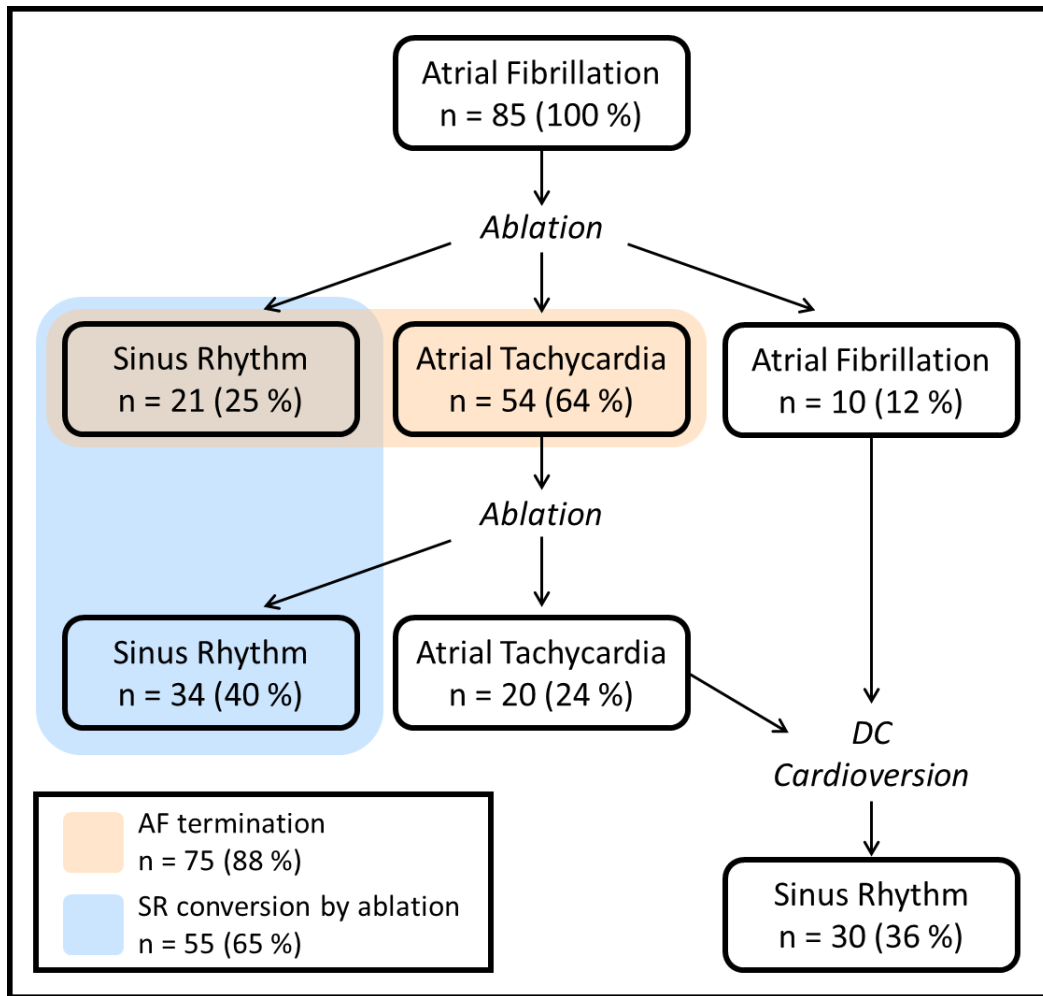 Atrial Fibrillation
n = 85 (100 %)
Ablation
Sinus Rhythm
n = 21 (25 %)
Atrial Tachycardia
n = 54 (64 %)
Atrial Fibrillation
n = 10 (12 %)
Ablation
Sinus Rhythm
n = 34 (40 %)
Atrial Tachycardia
n = 20 (24 %)
DC
Cardioversion
AF termination
n = 75 (88 %)
SR conversion by ablation
n = 55 (65 %)
Sinus Rhythm
n = 30 (36 %)